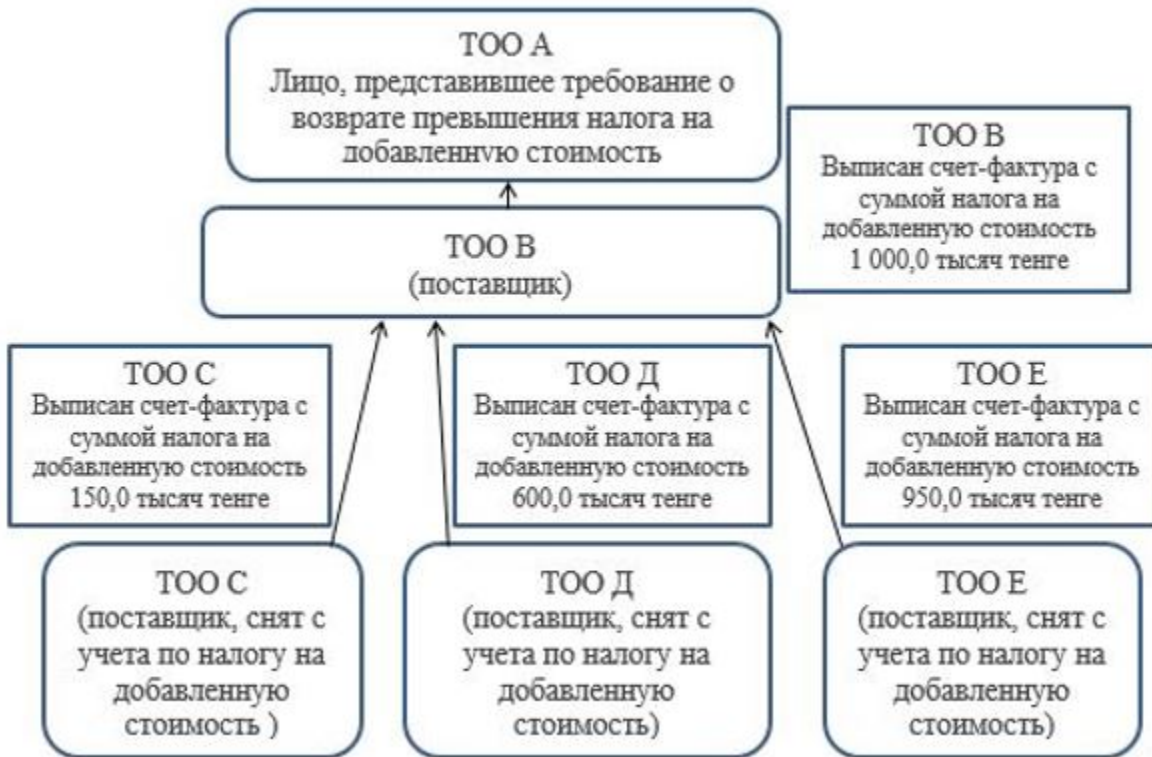 ТОО А
Лицо, представившее требование о
возврате превышения налога на
добавленную стоимость
ТОО В
Выписан счет-фактура с
суммой налога на
добавленную стоимость
1 000,0 тысяч тенге
ТОО В
(поставщик)
ТОО С
Выписан счет-фактура с
суммой налога на
добавленную стоимость
150,0 тысяч тенге
ТОО Д
Выписан счет-фактура с
суммой налога на
добавленную стоимость
600,0 тысяч тенге
ТОО Е
Выписан счет-фактура с
суммой налога на
добавленную стоимость
950,0 тысяч тенге
ТОО С
(поставщик, снят с
учета по налогу на
добавленную
стоимость )
ТОО Д
(поставщик, снят с
учета по налогу на
добавленную
стоимость)
ТОО Е
(поставщик, снят с
учета по налогу на
добавленную
стоимость)